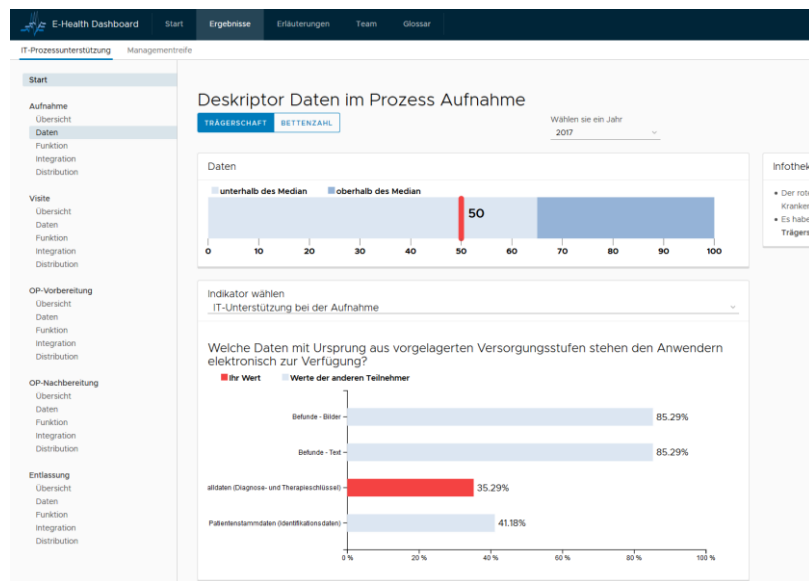 E-Health Dashboard Start Ergebnisse Erläuterungen Team Glossar
IT-Prozessunterstützung Managementreife
Start
Aufnahme
Übersicht
Daten
Funktion
Integration
Distribution
Visite
Übersicht
Daten
Funktion
Integration
Distribution
OP-Vorbereitung
Übersicht
Daten
Funktion
Integration
Distribution
OP-Nachbereitung
Übersicht
Daten
Funktion
Integration
Distribution
Entlassung
Übersicht
Daten
Funktion
Integration
Distribution
Deskriptor Daten im Prozess Aufnahme
TRÄGERSCHAFT BETTENZAHL
Wählen sie ein Jahr
2017
Daten
unterhalb des Median oberhalb des Median
50
0 10 20 30 40 50 60 70 80 90 100
Infothek
Der rote
Kranken
Es habe
Trägers
Indikator wählen
IT-Unterstützung bei der Aufnahme
Welche Daten mit Ursprung aus vorgelagerten Versorgungsstufen stehen den Anwendern
elektronisch zur Verfügung?
Ihr Wert Werte der anderen Teilnehmer
Befunde - Bilder 85.29%
Befunde - Text 85.29%
alldaten (Diagnose- und Therapieschlüssel) 35.29%
Patientenstammdaten (Identifikationsdaten) 41.18%
0 % 20 % 40 % 60 % 80 % 100 %